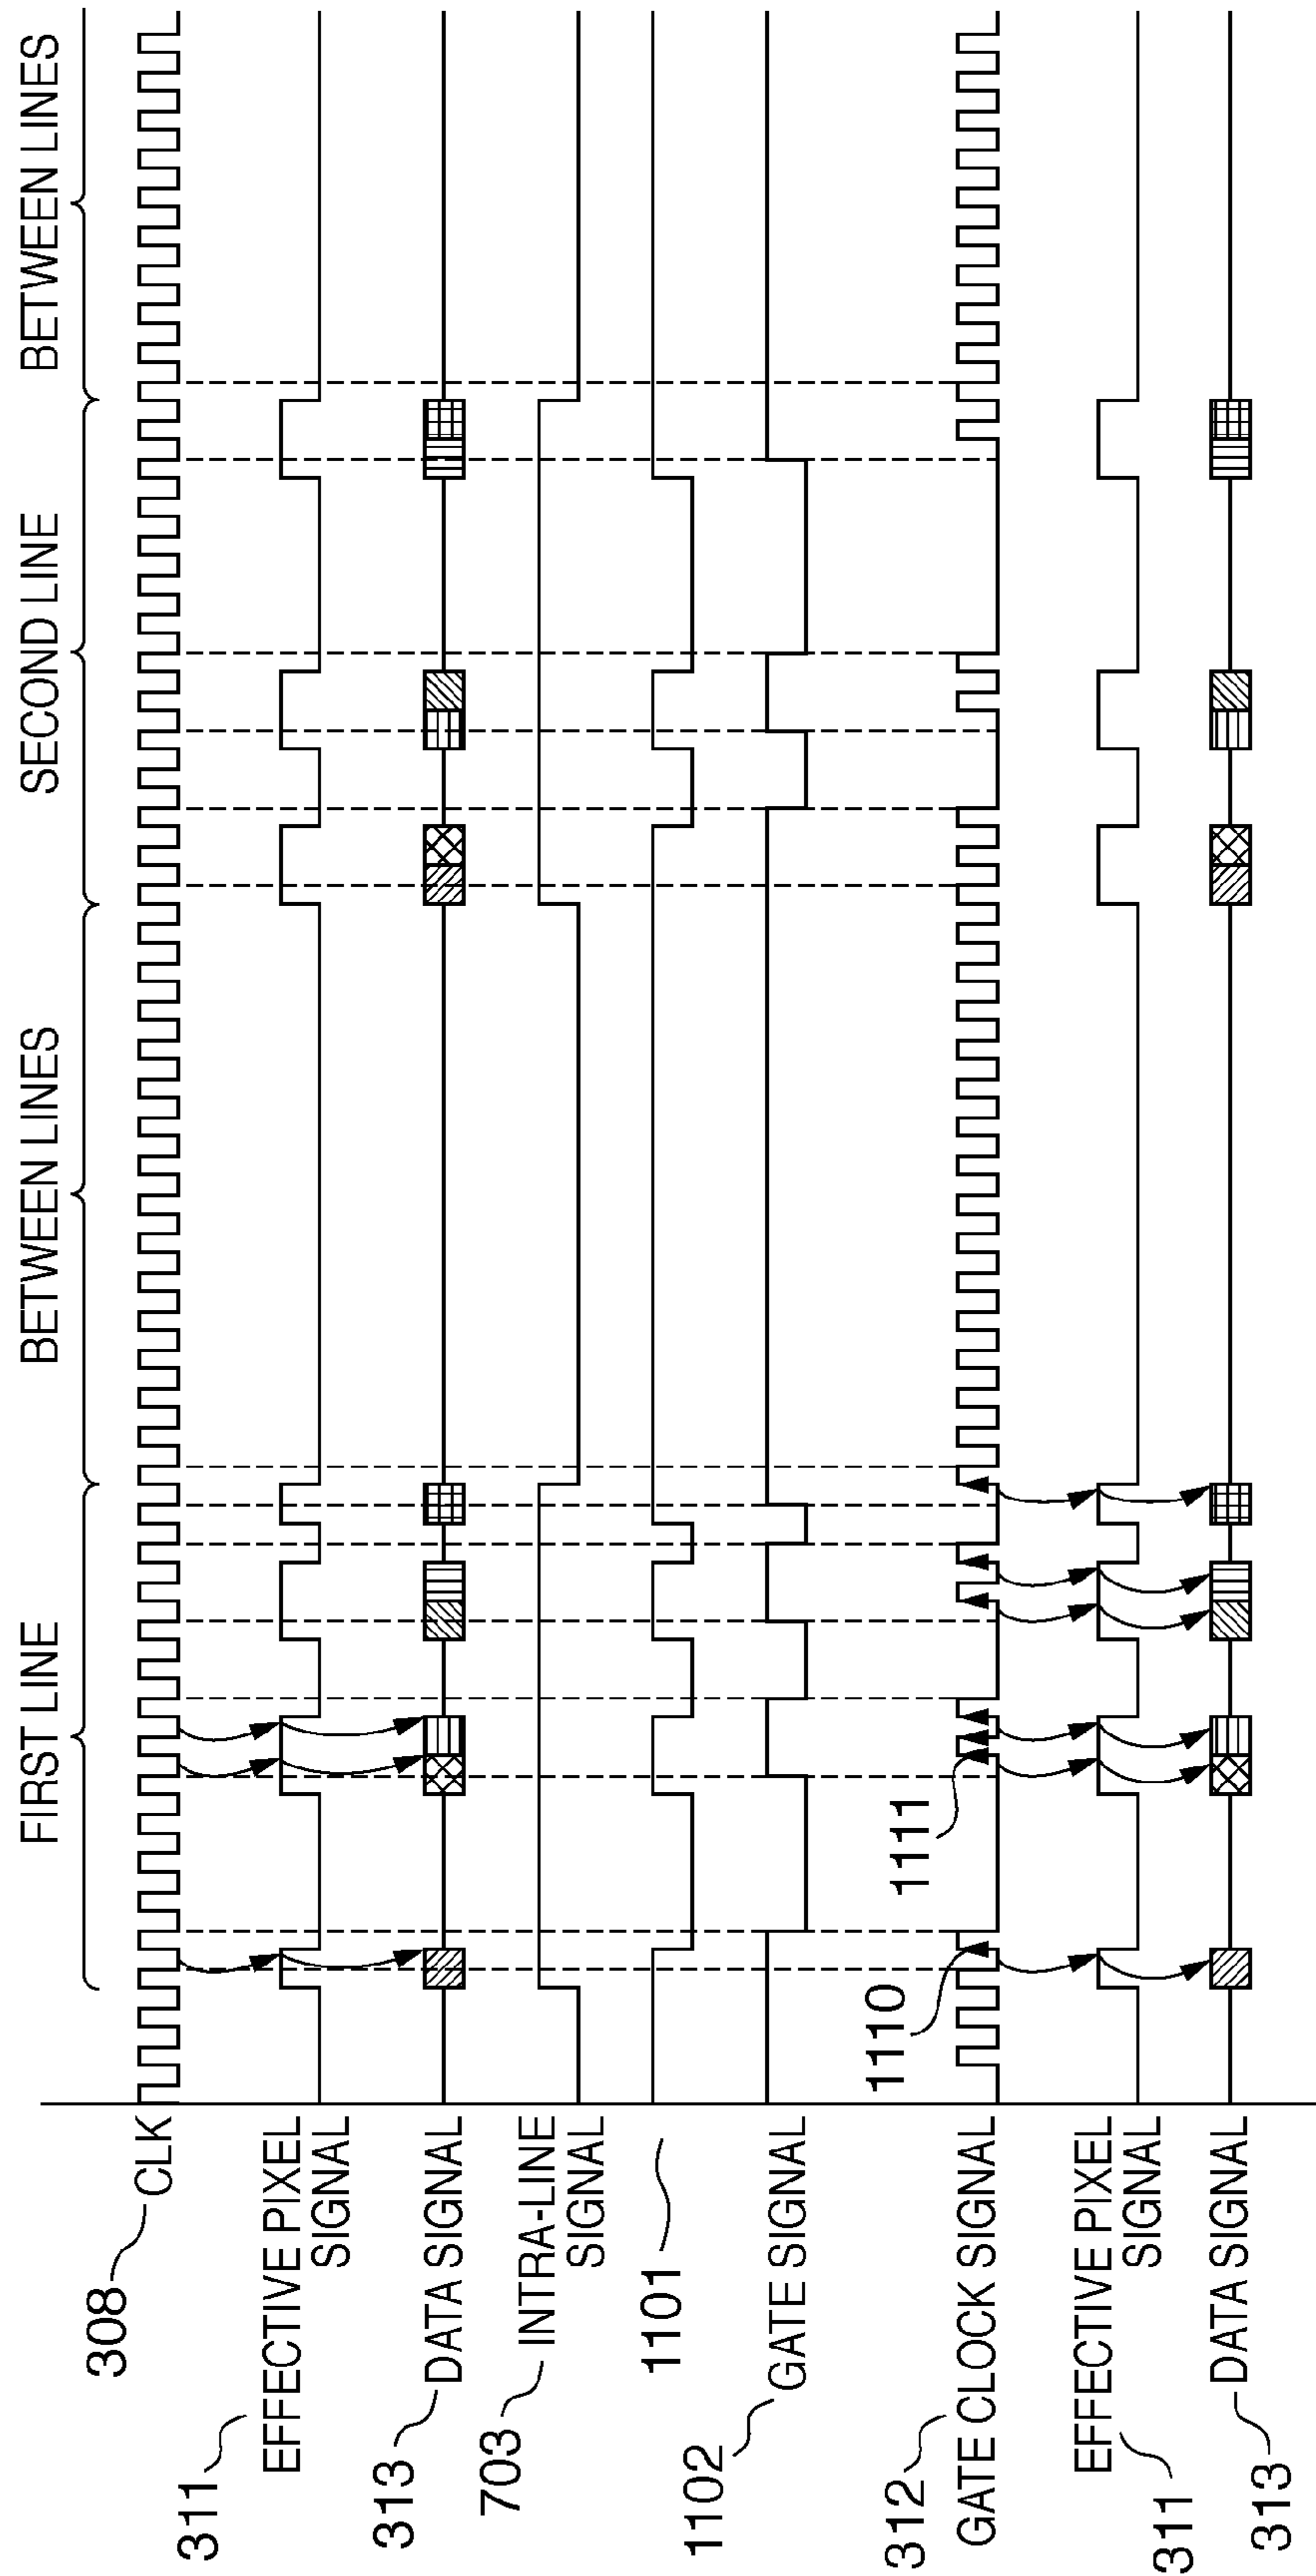 FIRST LINE
BETWEEN LINES
SECOND LINE
BETWEEN LINES
308
CLK
311
EFFECTIVE PIXEL
SIGNAL
313
DATA SIGNAL
703
INTRA-LINE
SIGNAL
1101
1102
GATE SIGNAL
1110
1111
312
GATE CLOCK SIGNAL
311
EFFECTIVE PIXEL
SIGNAL
313
DATA SIGNAL